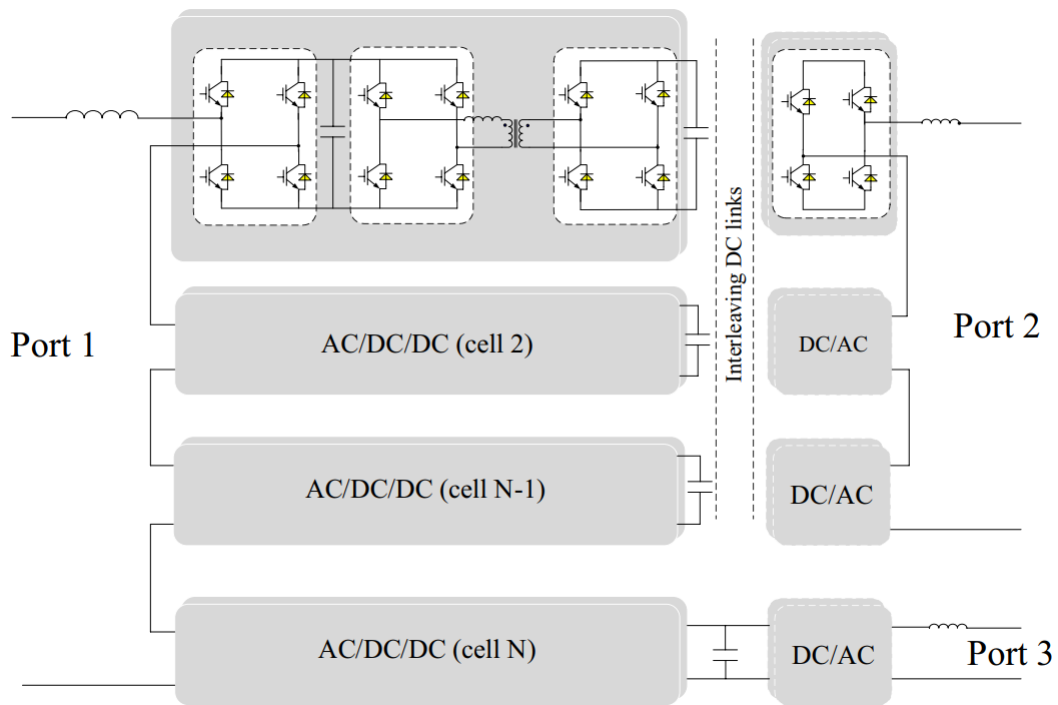 Interleaving DC links
Port 1
Port 2
AC/DC/DC (cell 2)
DC/AC
AC/DC/DC (cell N-1)
DC/AC
AC/DC/DC (cell N)
DC/AC
Port 3